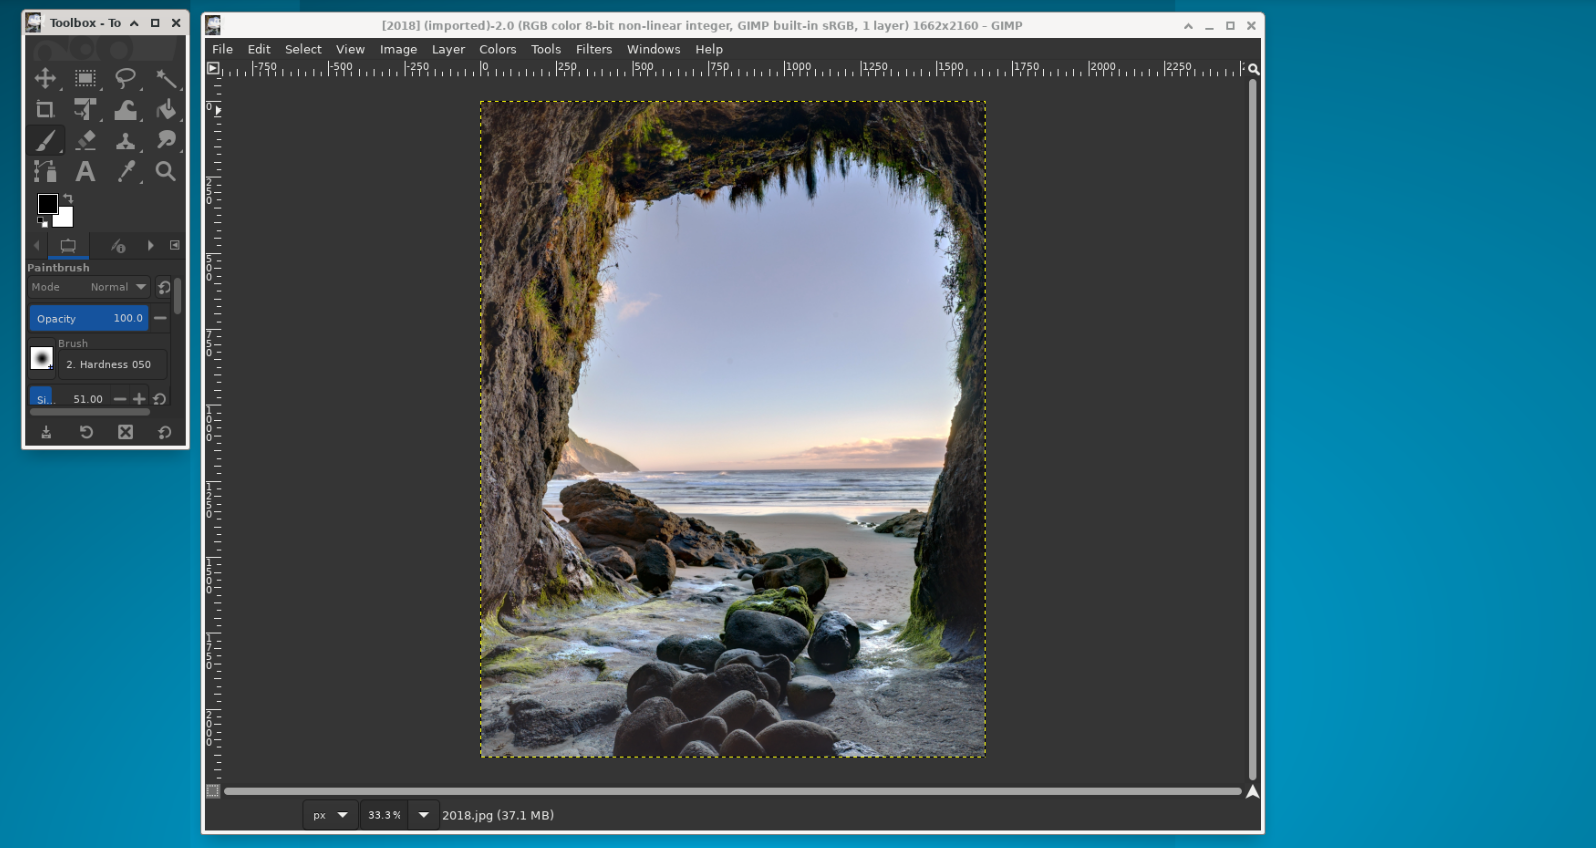 Toolbox - To
Paintbrush
Mode Normal
Opacity 100.0
Brush
2. Hardness 050
Si... 51.00
[2018] (imported)-2.0 (RGB color 8-bit non-linear integer, GIMP built-in sRGB, 1 layer) 1662x2160 – GIMP
File Edit Select View Image Layer Colors Tools Filters Windows Help
-750 -500 -250 0 250 500 750 1000 1250 1500 1750 2000 2250
0
250
500
750
1000
1250
1500
1750
2000
px 33.3 % 2018.jpg (37.1 MB)